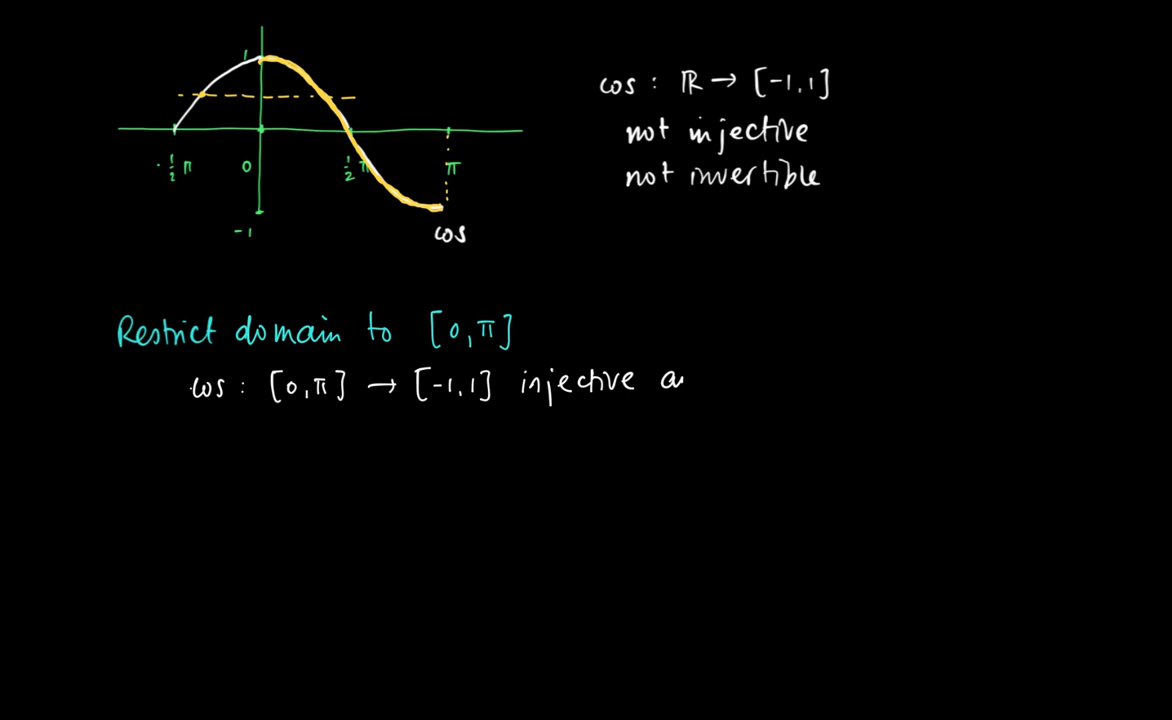 1
cos : ℝ → [-1,1]
not injective
not invertible
-½π 0 ½π π
-1
cos
Restrict domain to [0,π]
cos : [0,π] → [-1,1] injective